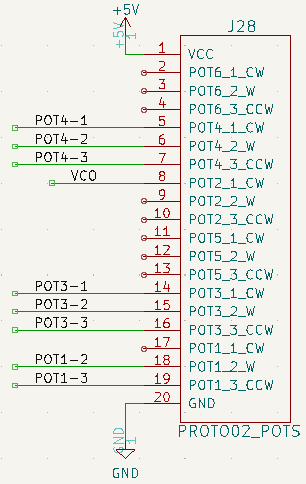 +5V
+5V
1
J28
1 VCC
2 POT6_1_CW
3 POT6_2_W
4 POT6_3_CCW
POT4-1 5 POT4_1_CW
POT4-2 6 POT4_2_W
POT4-3 7 POT4_3_CCW
VCO 8 POT2_1_CW
9 POT2_2_W
10 POT2_3_CCW
11 POT5_1_CW
12 POT5_2_W
13 POT5_3_CCW
POT3-1 14 POT3_1_CW
POT3-2 15 POT3_2_W
POT3-3 16 POT3_3_CCW
17 POT1_1_CW
POT1-2 18 POT1_2_W
POT1-3 19 POT1_3_CCW
20 GND
GND
1
PROTO02_POTS
GND